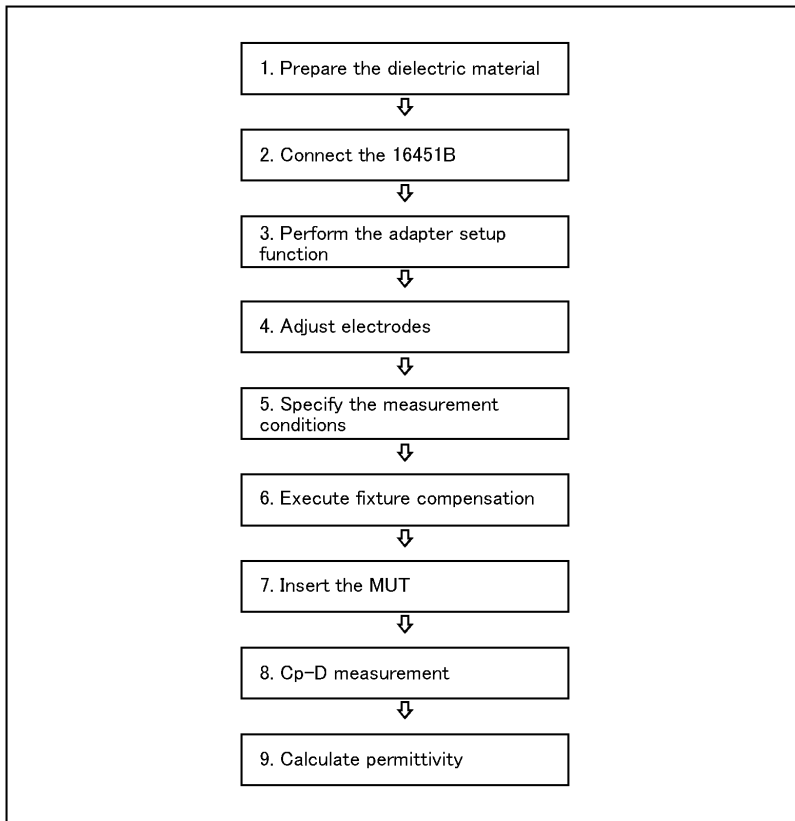 1. Prepare the dielectric material
2. Connect the 16451B
3. Perform the adapter setup
function
4. Adjust electrodes
5. Specify the measurement
conditions
6. Execute fixture compensation
7. Insert the MUT
8. Cp-D measurement
9. Calculate permittivity